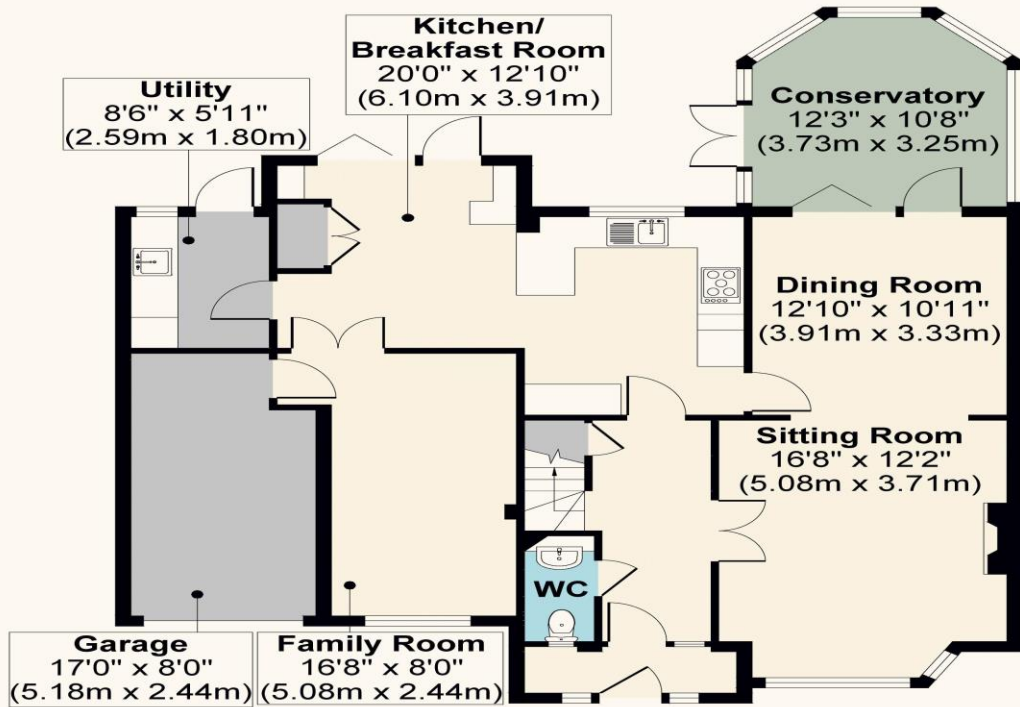 Kitchen/
Breakfast Room
20'0" x 12'10"
(6.10m x 3.91m)
Utility
8'6" x 5'11"
(2.59m x 1.80m)
Conservatory
12'3" x 10'8"
(3.73m x 3.25m)
Dining Room
12'10" x 10'11"
(3.91m x 3.33m)
Sitting Room
16'8" x 12'2"
(5.08m x 3.71m)
WC
Garage
17'0" x 8'0"
(5.18m x 2.44m)
Family Room
16'8" x 8'0"
(5.08m x 2.44m)